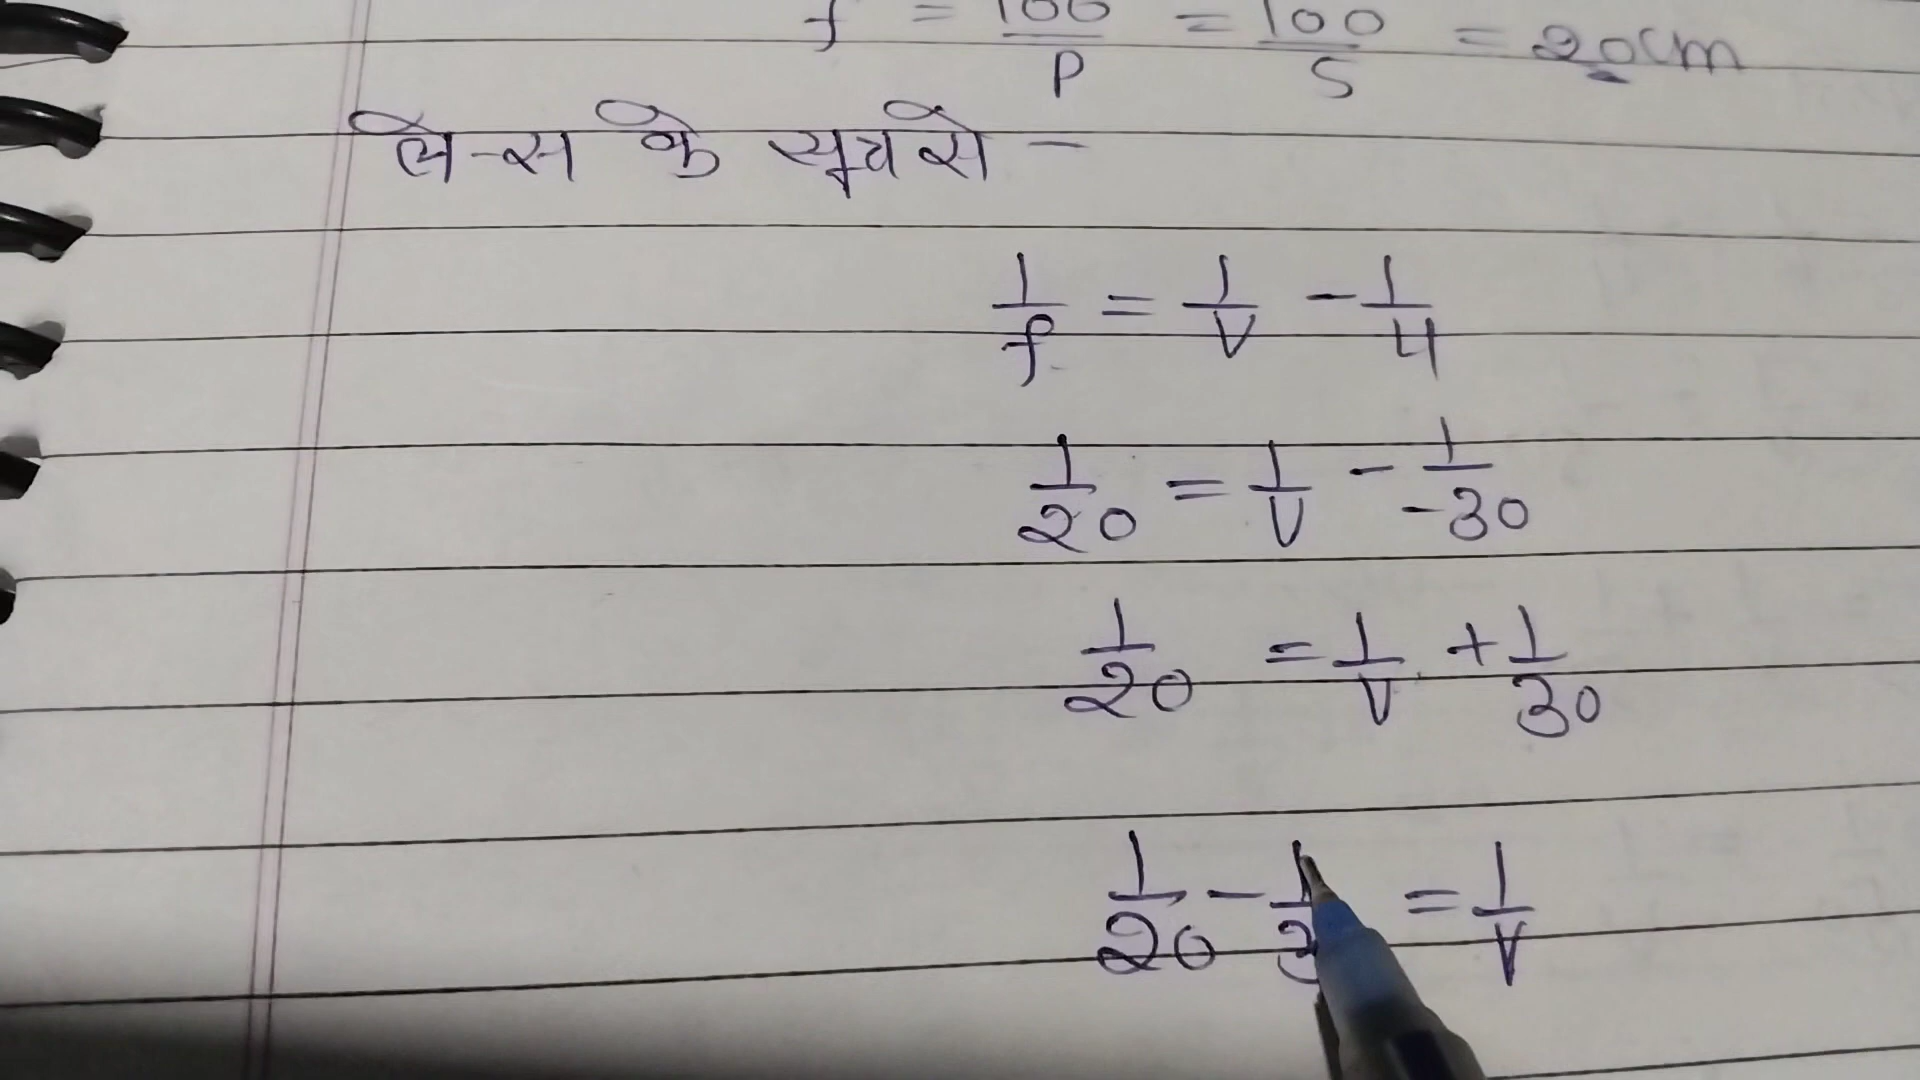 f = 100/P = 100/5 = 20cm
लेन्स के सूत्र से -
1/f = 1/v - 1/u
1/20 = 1/v - 1/-30
1/20 = 1/v + 1/30
1/20 - 1/3 = 1/v